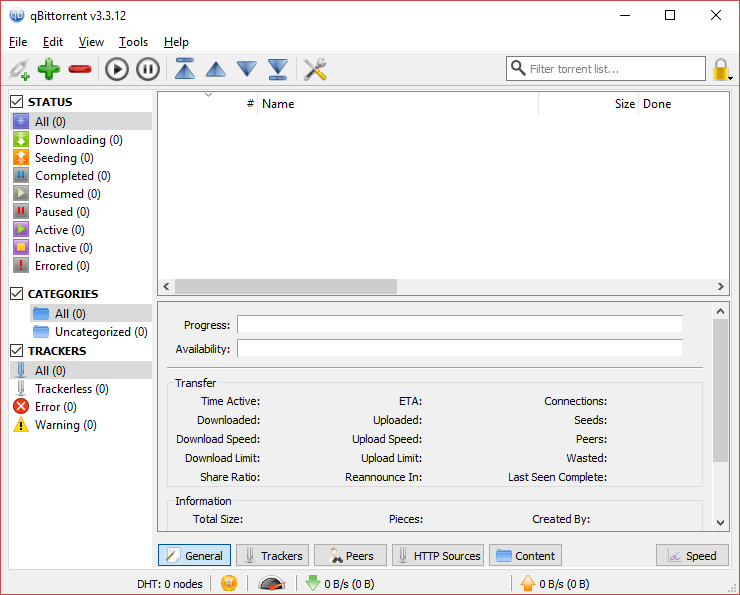 qBittorrent v3.3.12
File Edit View Tools Help
Filter torrent list...
STATUS
All (0)
Downloading (0)
Seeding (0)
Completed (0)
Resumed (0)
Paused (0)
Active (0)
Inactive (0)
Errored (0)
CATEGORIES
All (0)
Uncategorized (0)
TRACKERS
All (0)
Trackerless (0)
Error (0)
Warning (0)
# Name Size Done
Progress:
Availability:
Transfer
Time Active: ETA: Connections:
Downloaded: Uploaded: Seeds:
Download Speed: Upload Speed: Peers:
Download Limit: Upload Limit: Wasted:
Share Ratio: Reannounce In: Last Seen Complete:
Information
Total Size: Pieces: Created By:
General Trackers Peers HTTP Sources Content Speed
DHT: 0 nodes 0 B/s (0 B) 0 B/s (0 B)